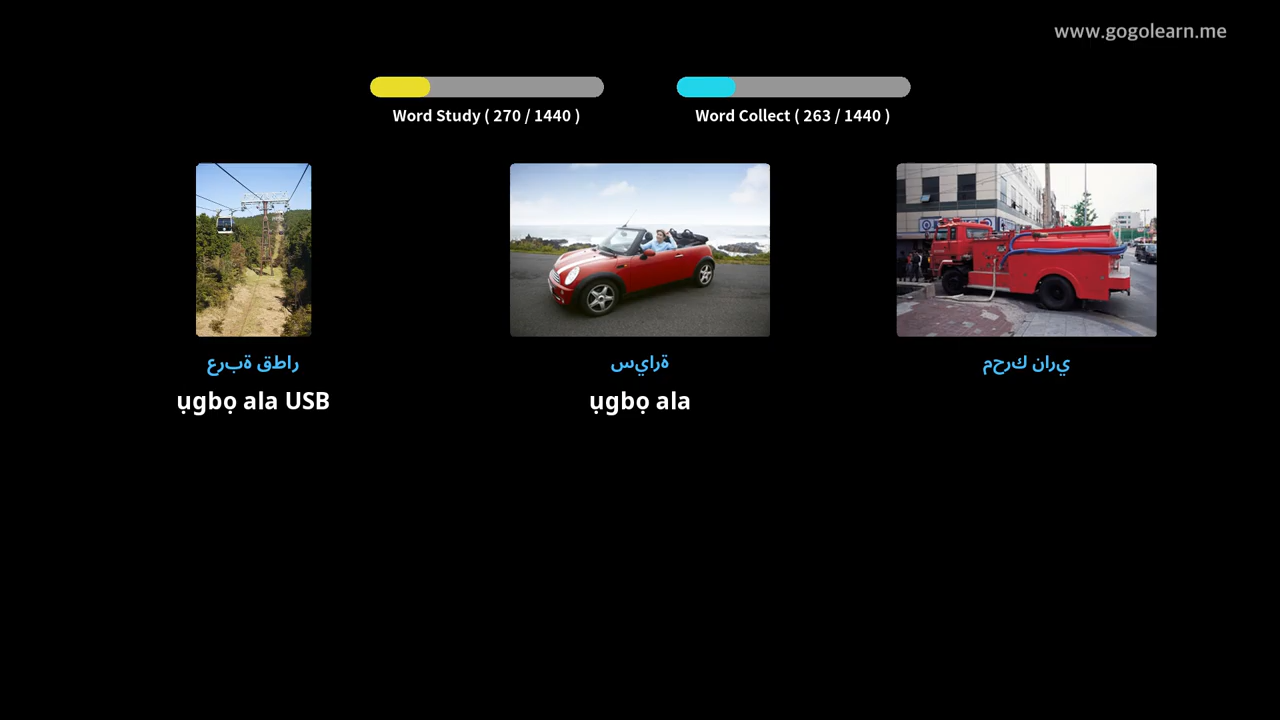 www.gogolearn.me
Word Study ( 270 / 1440 )
Word Collect ( 263 / 1440 )
عربة قطار
ụgbọ ala USB
سيارة
ụgbọ ala
محرك ناري